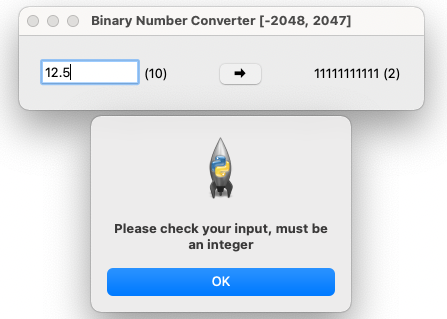 Binary Number Converter [-2048, 2047]
12.5 (10) ➡ 11111111111 (2)
Please check your input, must be
an integer
OK